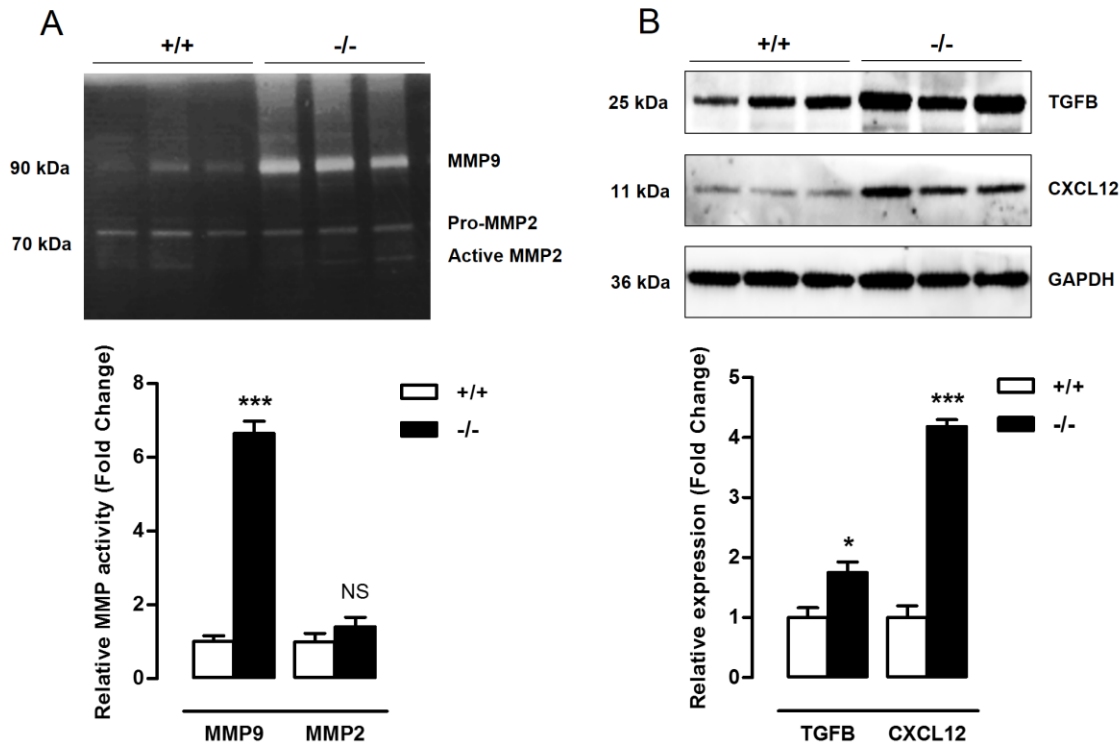 A
+/+ -/-
90 kDa
70 kDa
MMP9
Pro-MMP2
Active MMP2
Relative MMP activity (Fold Change)
8
6
4
2
0
***
NS
+/+
-/-
MMP9 MMP2
B
+/+ -/-
25 kDa TGFB
11 kDa CXCL12
36 kDa GAPDH
Relative expression (Fold Change)
5
4
3
2
1
0
*
***
+/+
-/-
TGFB CXCL12